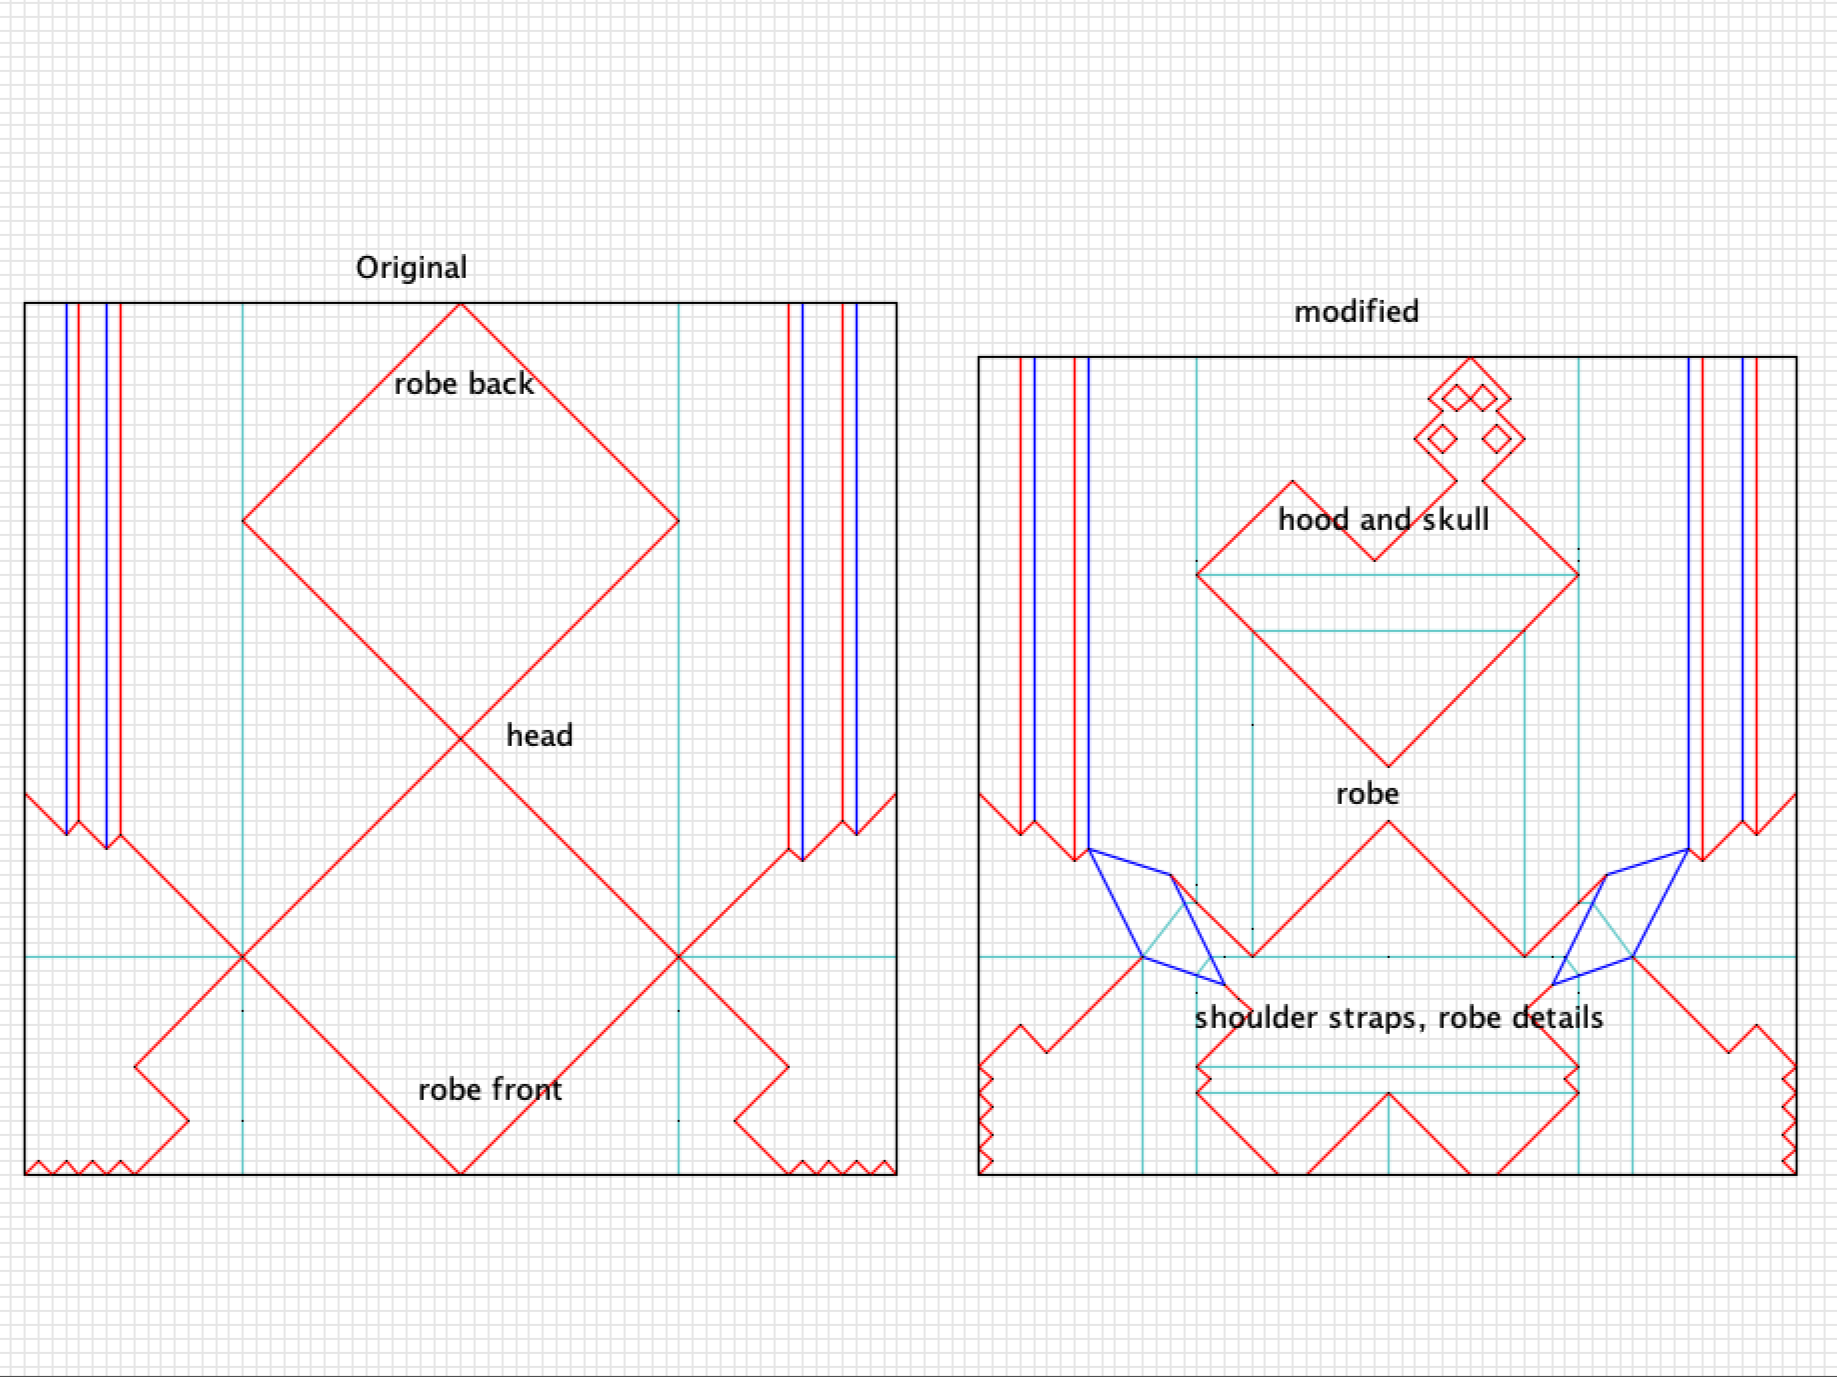 Original
robe back
head
robe front
modified
hood and skull
robe
shoulder straps, robe details